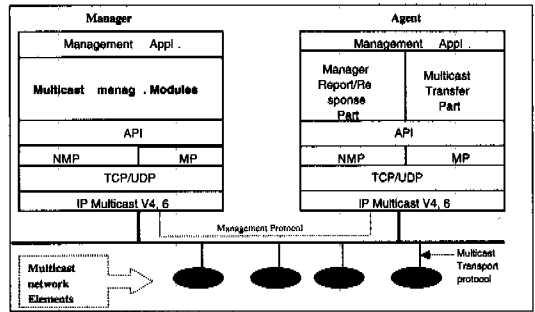 Manager
Management Appl .
Multicast menag . Modules
API
NMP MP
TCP/UDP
IP Multicast V4, 6
Agent
Management Appl .
Manager
Report/Re
sponse
Part
Multicast
Transfer
Part
API
NMP MP
TCP/UDP
IP Multicast V4, 6
Management Protocol
Multicast
network
Elements
Multicast
Transport
protocol